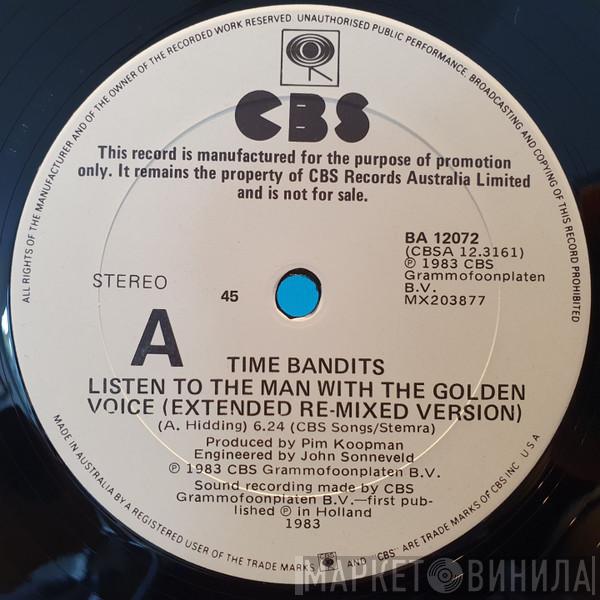 ALL RIGHTS OF THE MANUFACTURER AND OF THE OWNER OF THE RECORDED WORK RESERVED. UNAUTHORISED PUBLIC PERFORMANCE, BROADCASTING AND COPYING OF THIS RECORD PROHIBITED
CBS
This record is manufactured for the purpose of promotion
only. It remains the property of CBS Records Australia Limited
and is not for sale.
BA 12072
(CBSA 12.3161)
℗ 1983 CBS
Grammofoonplaten
B.V.
MX203877
STEREO
45
A
TIME BANDITS
LISTEN TO THE MAN WITH THE GOLDEN
VOICE (EXTENDED RE-MIXED VERSION)
(A. Hidding) 6.24 (CBS Songs/Stemra)
Produced by Pim Koopman
Engineered by John Sonneveld
℗ 1983 CBS Grammofoonplaten B.V.
Sound recording made by CBS
Grammofoonplaten B.V.—first pub-
lished ℗ in Holland
1983
MADE IN AUSTRALIA BY A REGISTERED USER OF THE TRADE MARKS CBS AND "CBS" ARE TRADE MARKS OF CBS INC USA
МАРКЕТ ВИНИЛА